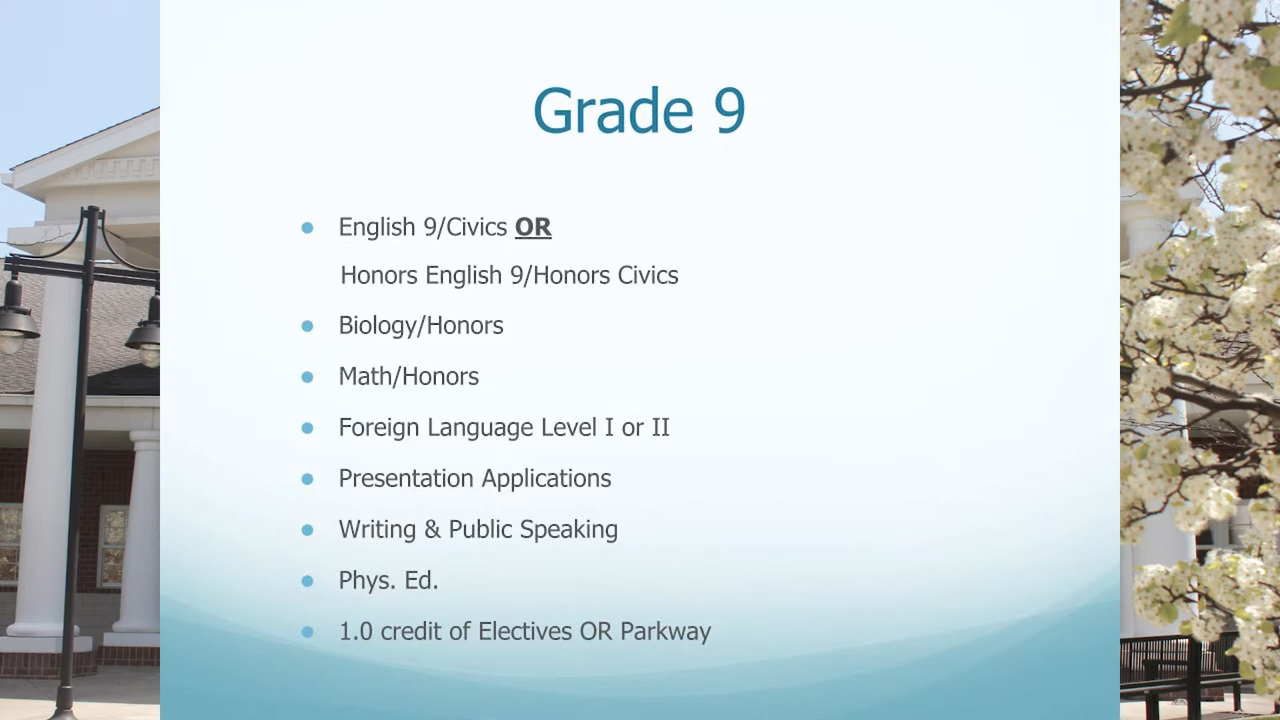 Grade 9
● English 9/Civics OR
Honors English 9/Honors Civics
● Biology/Honors
● Math/Honors
● Foreign Language Level I or II
● Presentation Applications
● Writing & Public Speaking
● Phys. Ed.
● 1.0 credit of Electives OR Parkway